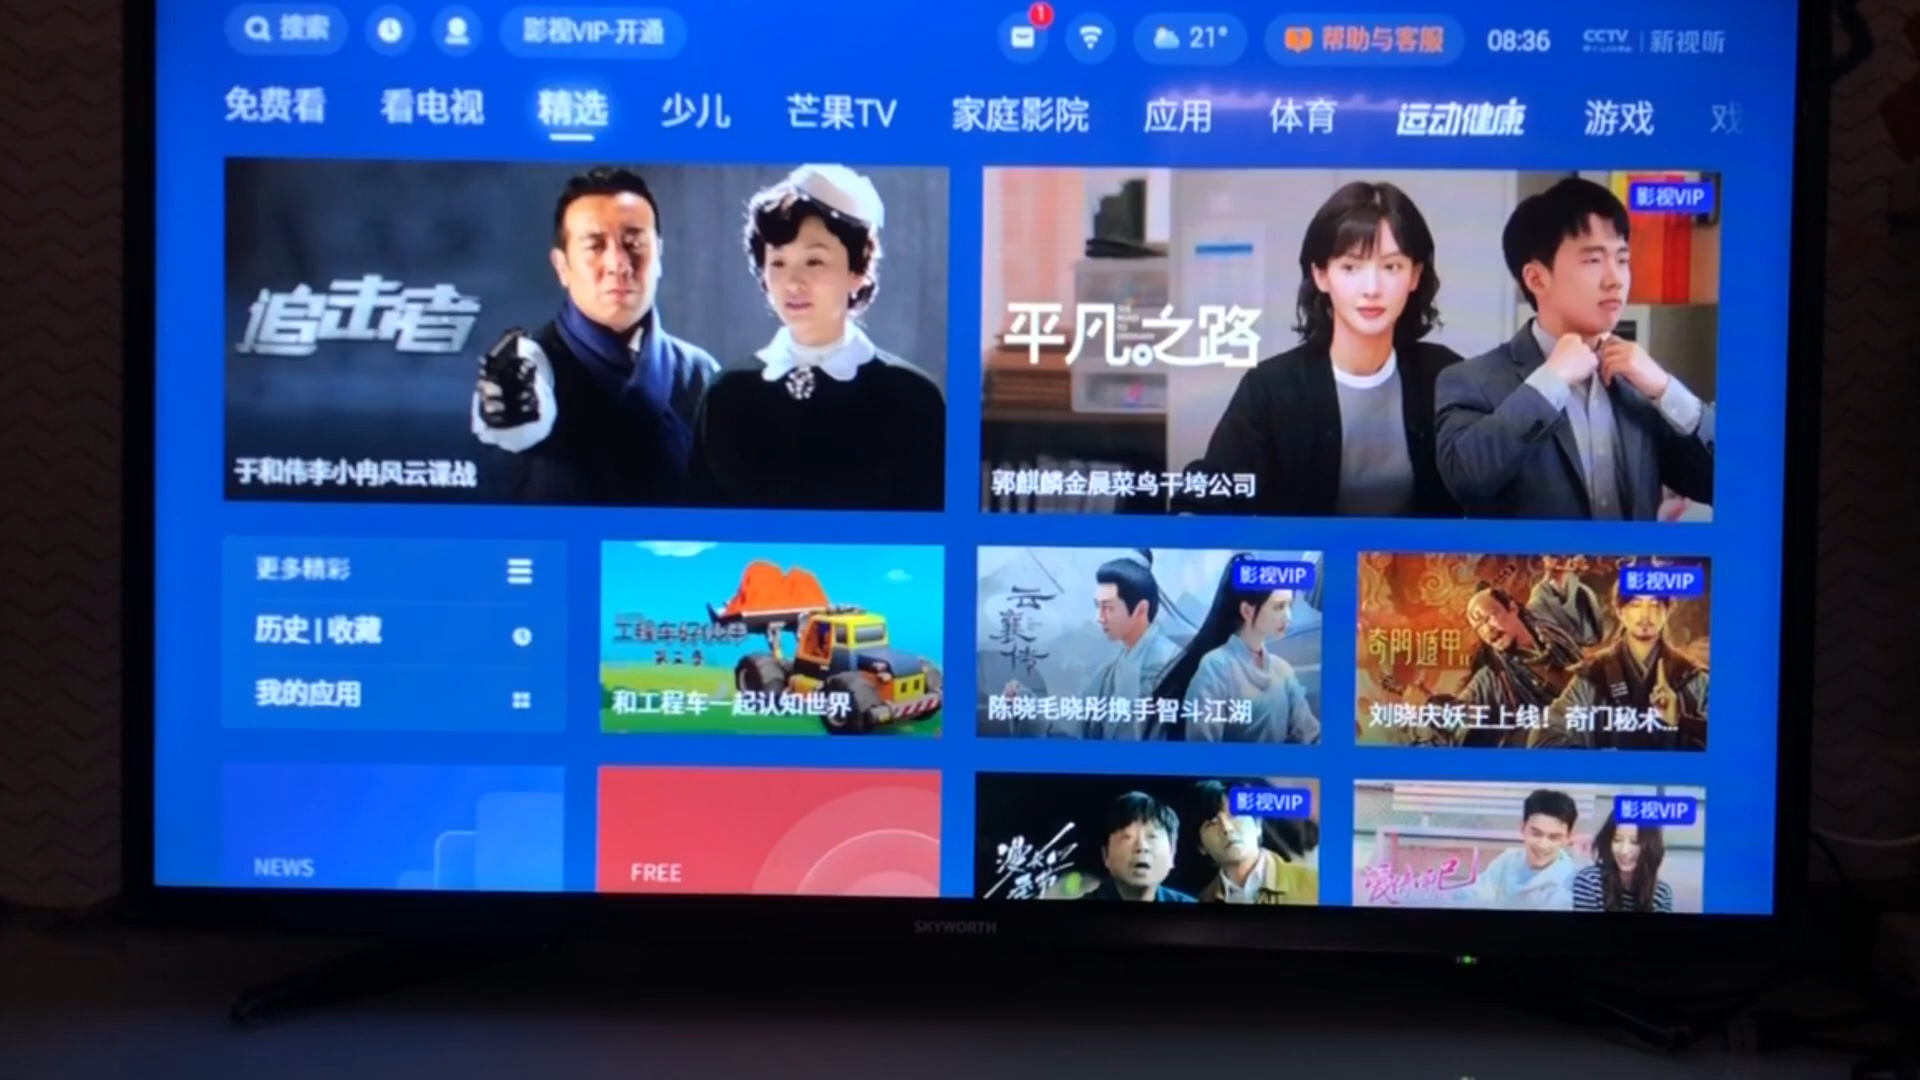 搜索
影视VIP·开通
1
21°
帮助与客服
08:36
CCTV
新视听
免费看
看电视
精选
少儿
芒果TV
家庭影院
应用
体育
运动健康
游戏
戏
追击者
于和伟李小冉风云谍战
影视VIP
平凡之路
郭麒麟金晨菜鸟干垮公司
更多精彩
历史 | 收藏
我的应用
和工程车一起认知世界
影视VIP
云襄传
陈晓毛晓彤携手智斗江湖
影视VIP
奇門遁甲
刘晓庆妖王上线！奇门秘术...
NEWS
FREE
影视VIP
漫长的季节
影视VIP
SKYWORTH